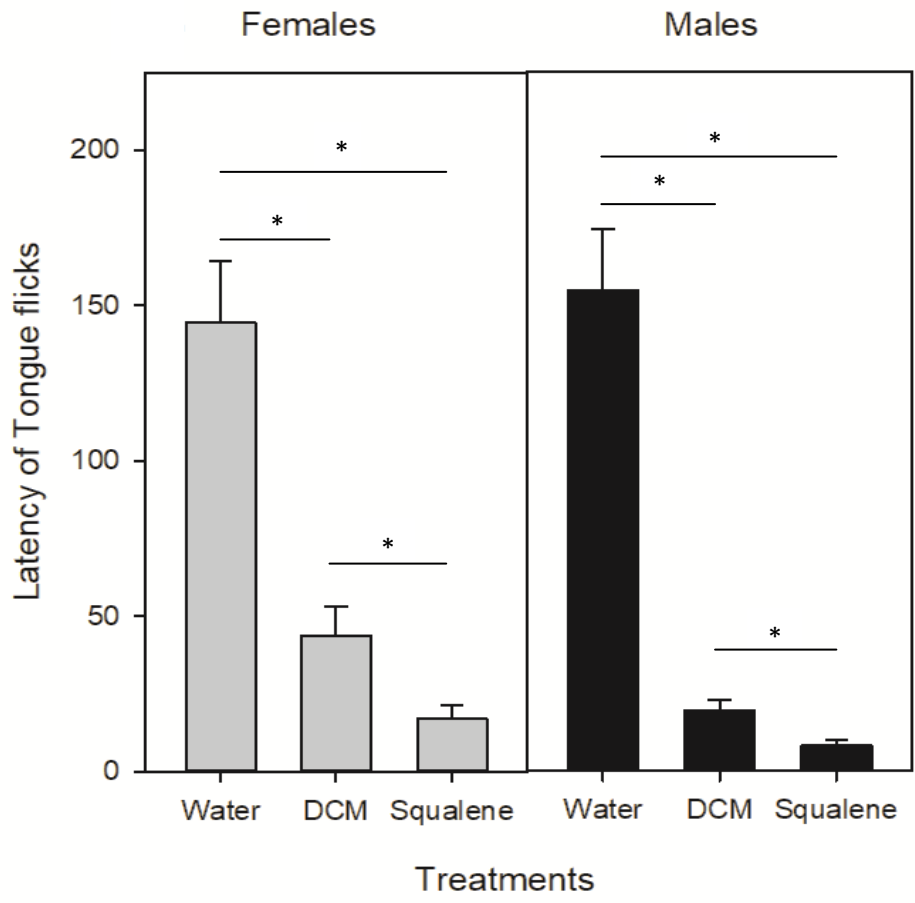 Females Males
Latency of Tongue flicks
200
150
100
50
0
* *
* *
* *
Water DCM Squalene Water DCM Squalene
Treatments